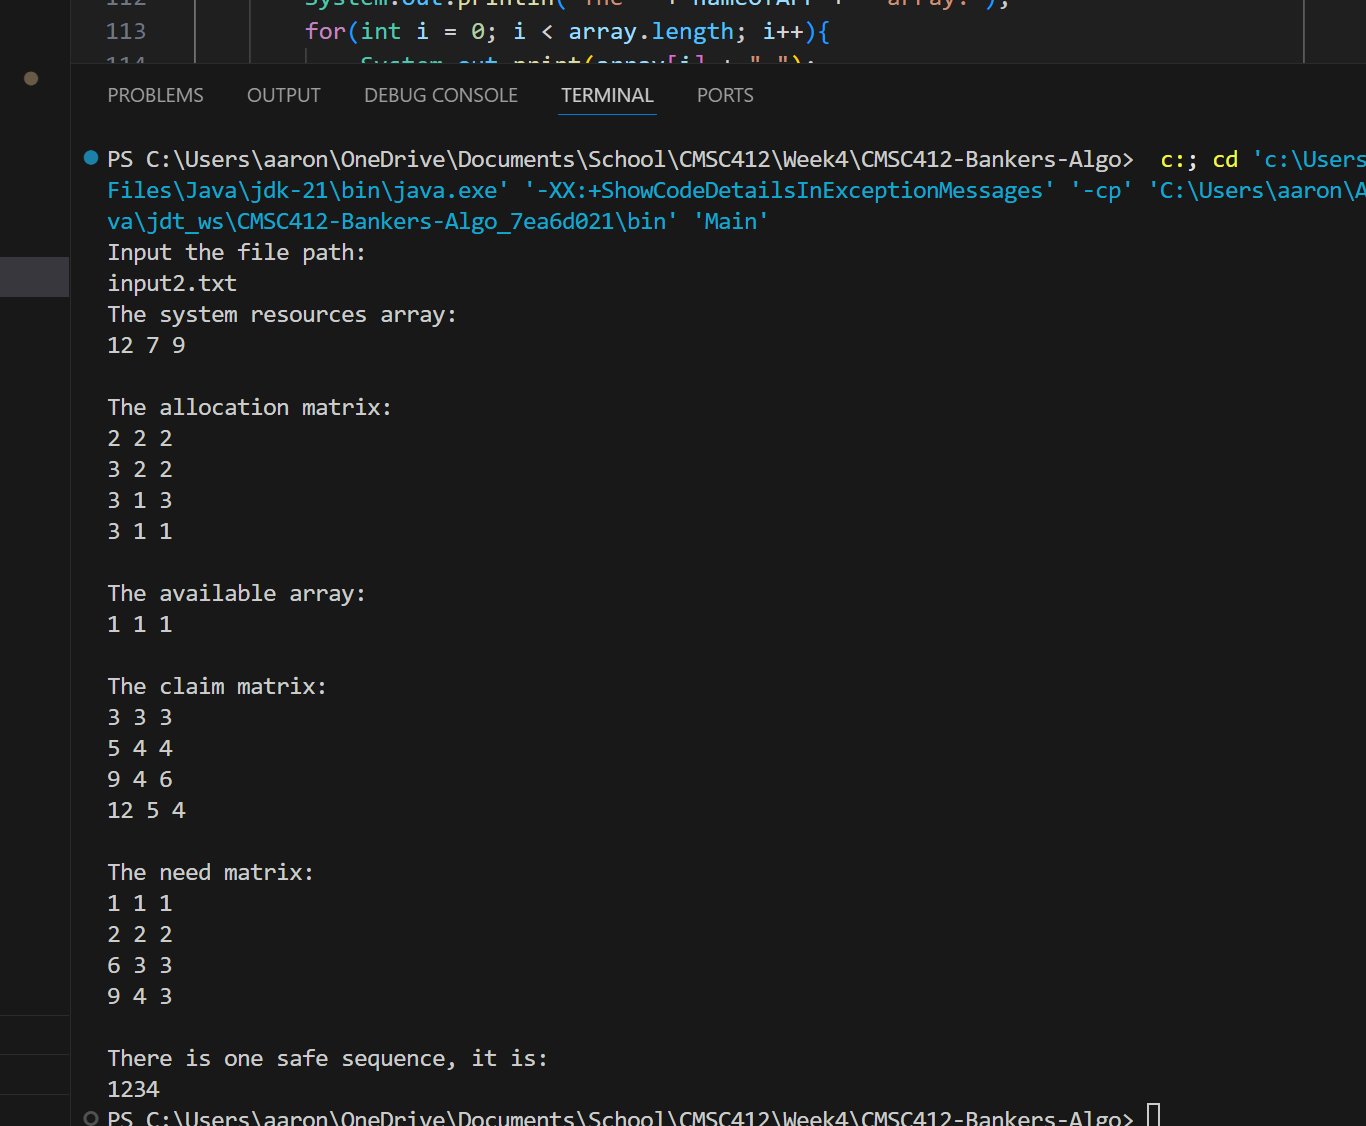 112 System.out.println("The " + nameOfArr + " array:");
113 for(int i = 0; i < array.length; i++){
114 System.out.print(array[i] + " ");
PROBLEMS OUTPUT DEBUG CONSOLE TERMINAL PORTS
PS C:\Users\aaron\OneDrive\Documents\School\CMSC412\Week4\CMSC412-Bankers-Algo> c:; cd 'c:\Users
Files\Java\jdk-21\bin\java.exe' '-XX:+ShowCodeDetailsInExceptionMessages' '-cp' 'C:\Users\aaron\A
va\jdt_ws\CMSC412-Bankers-Algo_7ea6d021\bin' 'Main'
Input the file path:
input2.txt
The system resources array:
12 7 9
The allocation matrix:
2 2 2
3 2 2
3 1 3
3 1 1
The available array:
1 1 1
The claim matrix:
3 3 3
5 4 4
9 4 6
12 5 4
The need matrix:
1 1 1
2 2 2
6 3 3
9 4 3
There is one safe sequence, it is:
1234
PS C:\Users\aaron\OneDrive\Documents\School\CMSC412\Week4\CMSC412-Bankers-Algo>